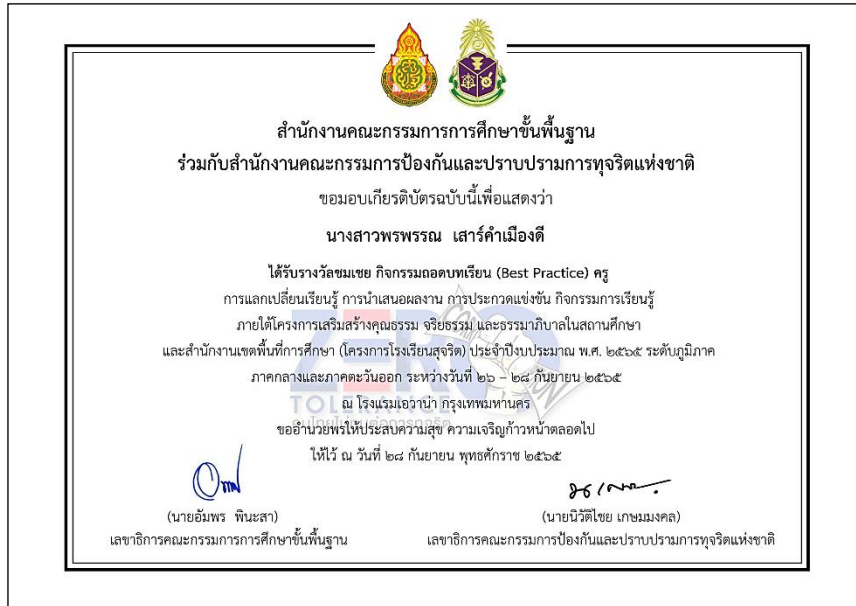 สำนักงานคณะกรรมการการศึกษาขั้นพื้นฐาน
ร่วมกับสำนักงานคณะกรรมการป้องกันและปราบปรามการทุจริตแห่งชาติ
ขอมอบเกียรติบัตรฉบับนี้เพื่อแสดงว่า
นางสาวพรพรรณ เสาร์คำเมืองดี
ได้รับรางวัลชมเชย กิจกรรมถอดบทเรียน (Best Practice) ครู
การแลกเปลี่ยนเรียนรู้ การนำเสนอผลงาน การประกวดแข่งขัน กิจกรรมการเรียนรู้
ภายใต้โครงการเสริมสร้างคุณธรรม จริยธรรม และธรรมาภิบาลในสถานศึกษา
และสำนักงานเขตพื้นที่การศึกษา (โครงการโรงเรียนสุจริต) ประจำปีงบประมาณ พ.ศ. ๒๕๖๕ ระดับภูมิภาค
ภาคกลางและภาคตะวันออก ระหว่างวันที่ ๒๖ – ๒๘ กันยายน ๒๕๖๕
ณ โรงแรมเอวาน่า กรุงเทพมหานคร
ขออำนวยพรให้ประสบความสุข ความเจริญก้าวหน้าตลอดไป
ให้ไว้ ณ วันที่ ๒๘ กันยายน พุทธศักราช ๒๕๖๕
ZERO
CORRUPTION
TOLERANCE
คนไทยไม่ทนต่อการทุจริต
(นายอัมพร พินะสา)
เลขาธิการคณะกรรมการการศึกษาขั้นพื้นฐาน
(นายนิวัติไชย เกษมมงคล)
เลขาธิการคณะกรรมการป้องกันและปราบปรามการทุจริตแห่งชาติ